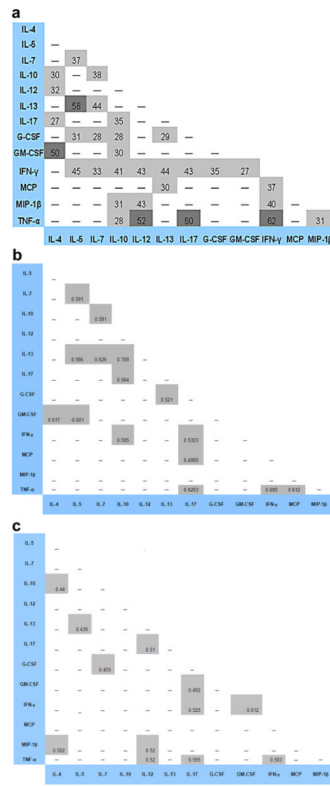 a
IL-4
IL-5 —
IL-7 — 37
IL-10 30 — 38
IL-12 32 — — —
IL-13 — 58 44 — —
IL-17 27 — — 35 — —
G-CSF — 31 28 28 — 29 —
GM-CSF 50 — — 30 — — — —
IFN-γ — 45 33 41 43 44 43 35 27
MCP — — — — — 30 — — — 37
MIP-1β — — — 31 43 — — — — 40 —
TNF-α — — — 28 52 — 60 — — 62 — 31
IL-4 IL-5 IL-7 IL-10 IL-12 IL-13 IL-17 G-CSF GM-CSF IFN-γ MCP MIP-1β
b
IL-5 –
IL-7 – 0.591
IL-10 – – 0.561
IL-12 – – – –
IL-13 – 0.586 0.626 0.709 –
IL-17 – – – 0.564 – –
G-CSF – – – – – 0.521 –
GM-CSF 0.617 -0.601 – – – – – –
IFN-γ – – – 0.585 – – 0.5323 – –
MCP – – – – – – 0.4965 – – –
MIP-1β – – – – – – – – – – –
TNF-α – – – – – – 0.6263 – – 0.695 0.612 –
IL-4 IL-5 IL-7 IL-10 IL-12 IL-13 IL-17 G-CSF GM-CSF IFN-γ MCP MIP-1β
c
IL-5 –
IL-7 – –
IL-10 0.44 – –
IL-12 – – – –
IL-13 – 0.439 – – –
IL-17 – – – – 0.51 –
G-CSF – – 0.465 – – – –
GM-CSF – – – – – – 0.492 –
IFN-γ – – – – – – 0.525 – 0.512
MCP – – – – – – – – – –
MIP-1β 0.502 – – – 0.52 – – – – – –
TNF-α – – – – 0.52 – 0.595 – – 0.503 – –
IL-4 IL-5 IL-7 IL-10 IL-12 IL-13 IL-17 G-CSF GM-CSF IFN-γ MCP MIP-1β